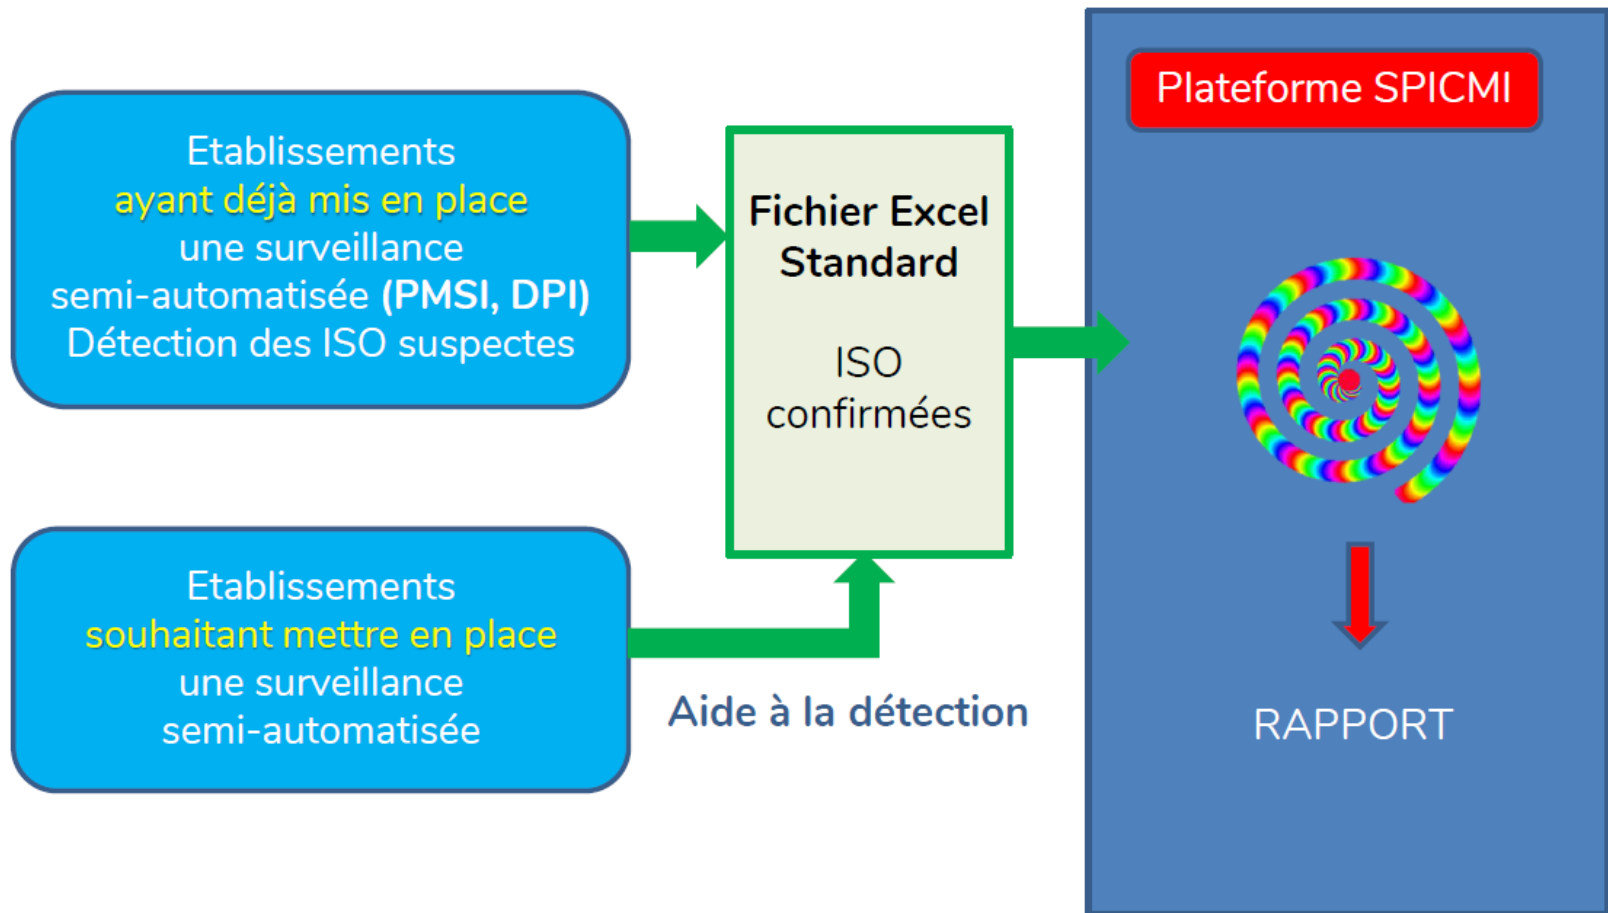 Etablissements
ayant déjà mis en place
une surveillance
semi-automatisée (PMSI, DPI)
Détection des ISO suspectes
Etablissements
souhaitant mettre en place
une surveillance
semi-automatisée
Aide à la détection
Fichier Excel
Standard
ISO
confirmées
Plateforme SPICMI
RAPPORT